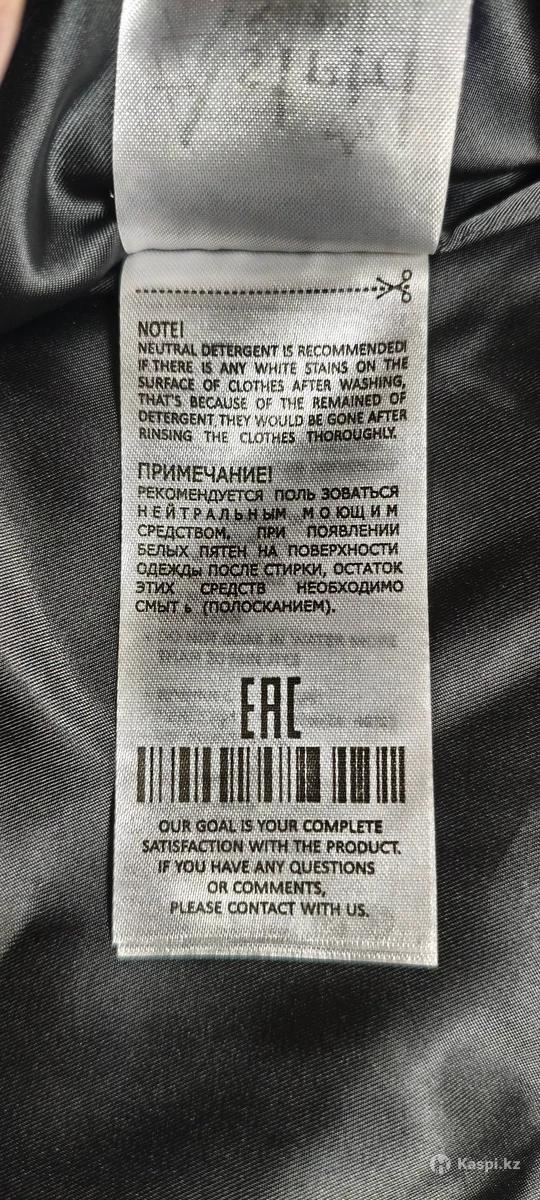 NOTE!
NEUTRAL DETERGENT IS RECOMMENDED!
IF THERE IS ANY WHITE STAINS ON THE
SURFACE OF CLOTHES AFTER WASHING,
THAT'S BECAUSE OF THE REMAINED OF
DETERGENT, THEY WOULD BE GONE AFTER
RINSING THE CLOTHES THOROUGHLY.
ПРИМЕЧАНИЕ!
РЕКОМЕНДУЕТСЯ ПОЛЬ ЗОВАТЬСЯ
НЕЙТРАЛЬНЫМ МОЮЩИМ
СРЕДСТВОМ. ПРИ ПОЯВЛЕНИИ
БЕЛЫХ ПЯТЕН НА ПОВЕРХНОСТИ
ОДЕЖДЫ ПОСЛЕ СТИРКИ, ОСТАТОК
ЭТИХ СРЕДСТВ НЕОБХОДИМО
СМЫТ Ь (ПОЛОСКАНИЕМ).
EAC
OUR GOAL IS YOUR COMPLETE
SATISFACTION WITH THE PRODUCT.
IF YOU HAVE ANY QUESTIONS
OR COMMENTS,
PLEASE CONTACT WITH US.
Kaspi.kz